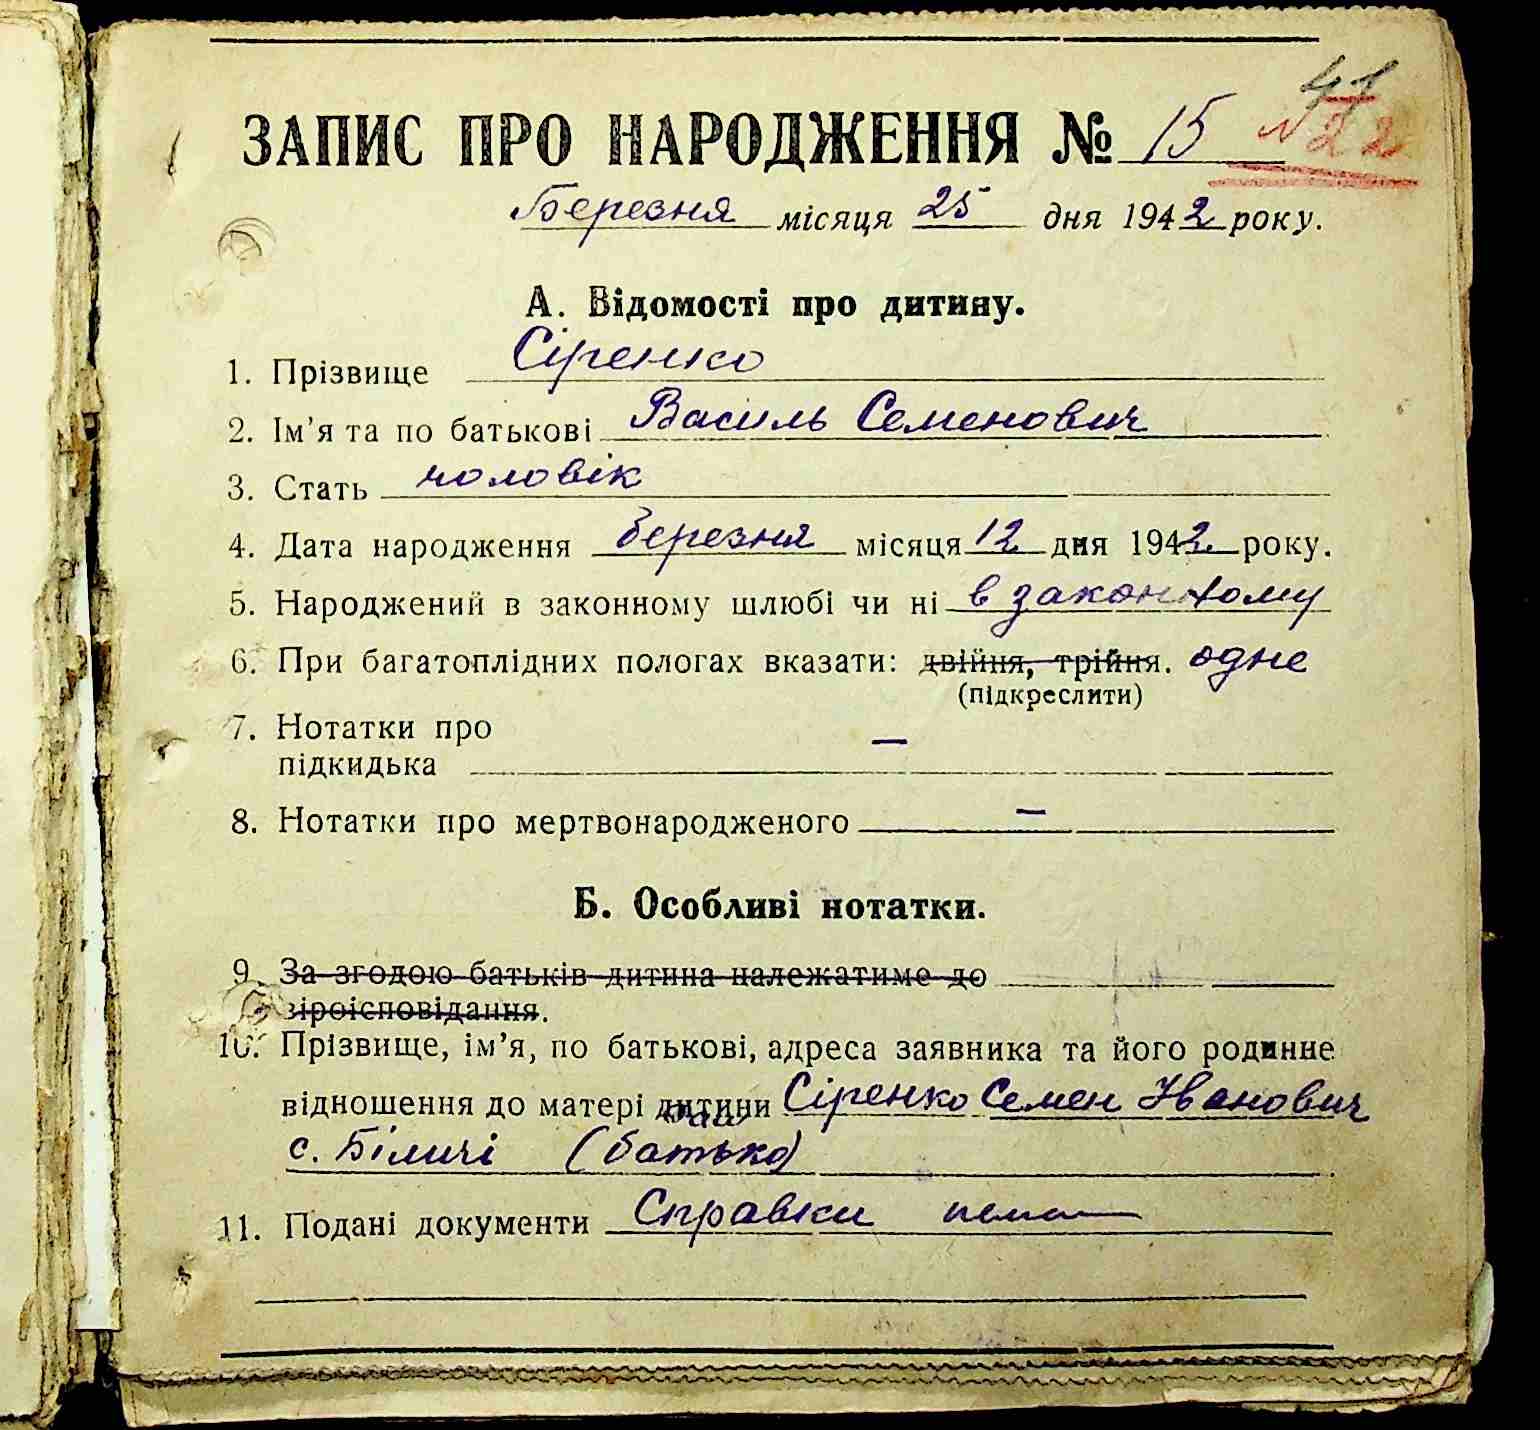 41
ЗАПИС ПРО НАРОДЖЕННЯ № 15 №22
Березня місяця 25 дня 1942 року.
А. Відомості про дитину.
1. Прізвище Сіренко
2. Ім'я та по батькові Василь Семенович
3. Стать чоловік
4. Дата народження березня місяця 12 дня 1942 року.
5. Народжений в законному шлюбі чи ні в законному
6. При багатоплідних пологах вказати: двійня, трійня. одне
(підкреслити)
7. Нотатки про
підкидька –
8. Нотатки про мертвонародженого –
Б. Особливі нотатки.
9. За згодою батьків дитина належатиме до
віроісповідання.
10. Прізвище, ім'я, по батькові, адреса заявника та його родинне
відношення до матері дитини Сіренко Семен Іванович
с. Біличі (батько)
11. Подані документи Справки нема